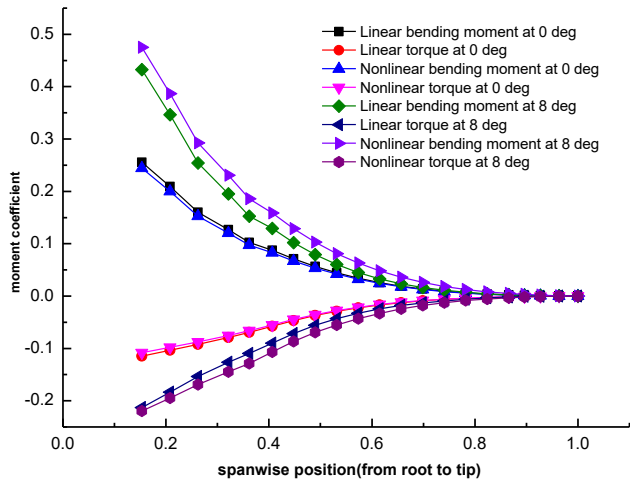 Linear bending moment at 0 deg
Linear torque at 0 deg
Nonlinear bending moment at 0 deg
Nonlinear torque at 0 deg
Linear bending moment at 8 deg
Linear torque at 8 deg
Nonlinear bending moment at 8 deg
Nonlinear torque at 8 deg
moment coefficient
0.5
0.4
0.3
0.2
0.1
0.0
-0.1
-0.2
0.0 0.2 0.4 0.6 0.8 1.0
spanwise position(from root to tip)